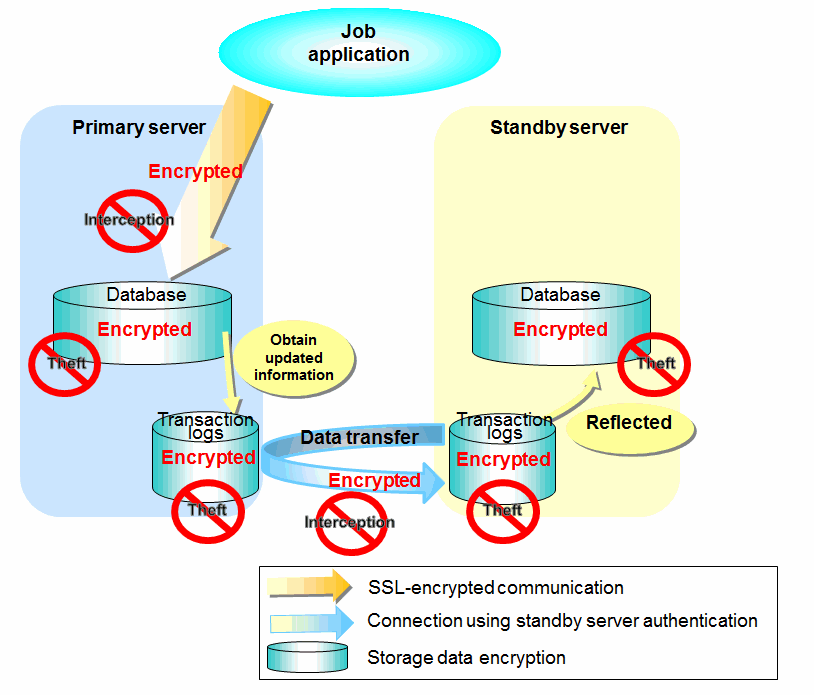 Job
application
Primary server
Standby server
Encrypted
Interception
Database
Encrypted
Theft
Obtain
updated
information
Database
Encrypted
Theft
Transaction
logs
Encrypted
Theft
Data transfer
Encrypted
Interception
Transaction
logs
Encrypted
Theft
Reflected
SSL-encrypted communication
Connection using standby server authentication
Storage data encryption